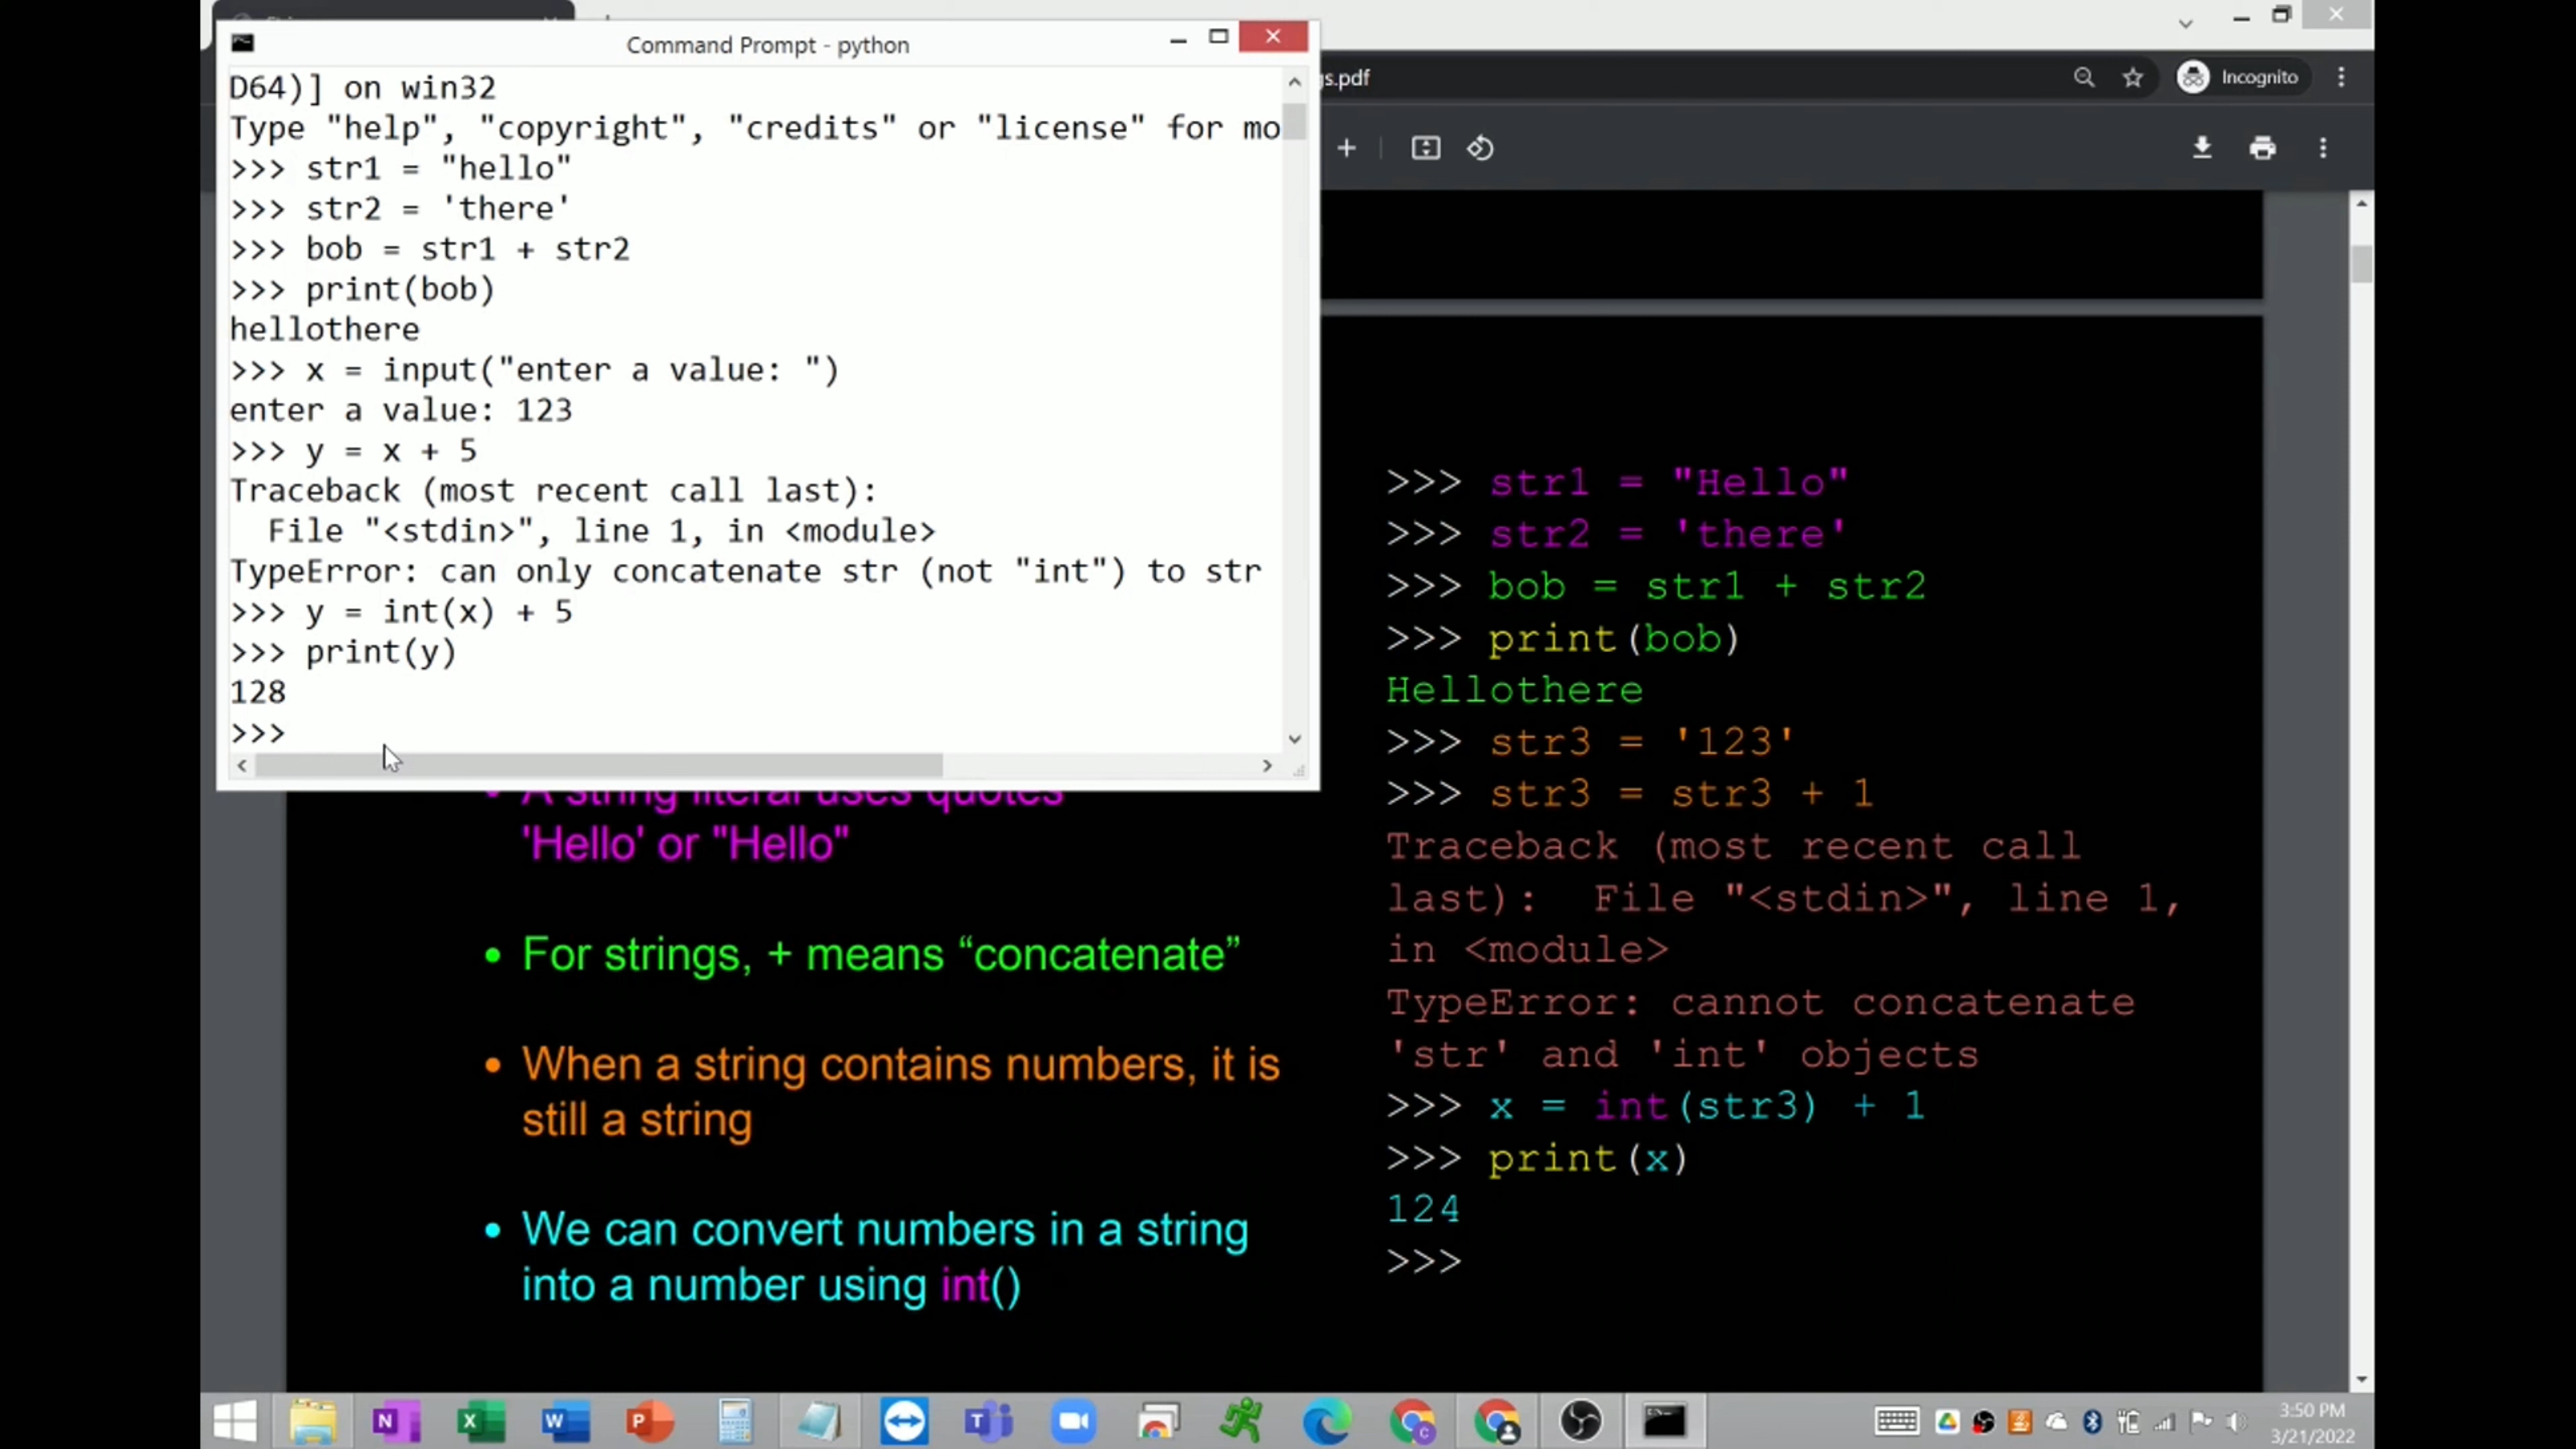 Command Prompt - python
D64)] on win32
Type "help", "copyright", "credits" or "license" for mo
>>> str1 = "hello"
>>> str2 = 'there'
>>> bob = str1 + str2
>>> print(bob)
hellothere
>>> x = input("enter a value: ")
enter a value: 123
>>> y = x + 5
Traceback (most recent call last):
  File "<stdin>", line 1, in <module>
TypeError: can only concatenate str (not "int") to str
>>> y = int(x) + 5
>>> print(y)
128
>>>
gs.pdf
Incognito
• A string literal uses quotes
'Hello' or "Hello"
• For strings, + means “concatenate”
• When a string contains numbers, it is
still a string
• We can convert numbers in a string
into a number using int()
>>> str1 = "Hello"
>>> str2 = 'there'
>>> bob = str1 + str2
>>> print(bob)
Hellothere
>>> str3 = '123'
>>> str3 = str3 + 1
Traceback (most recent call
last):  File "<stdin>", line 1,
in <module>
TypeError: cannot concatenate
'str' and 'int' objects
>>> x = int(str3) + 1
>>> print(x)
124
>>>
3:50 PM
3/21/2022